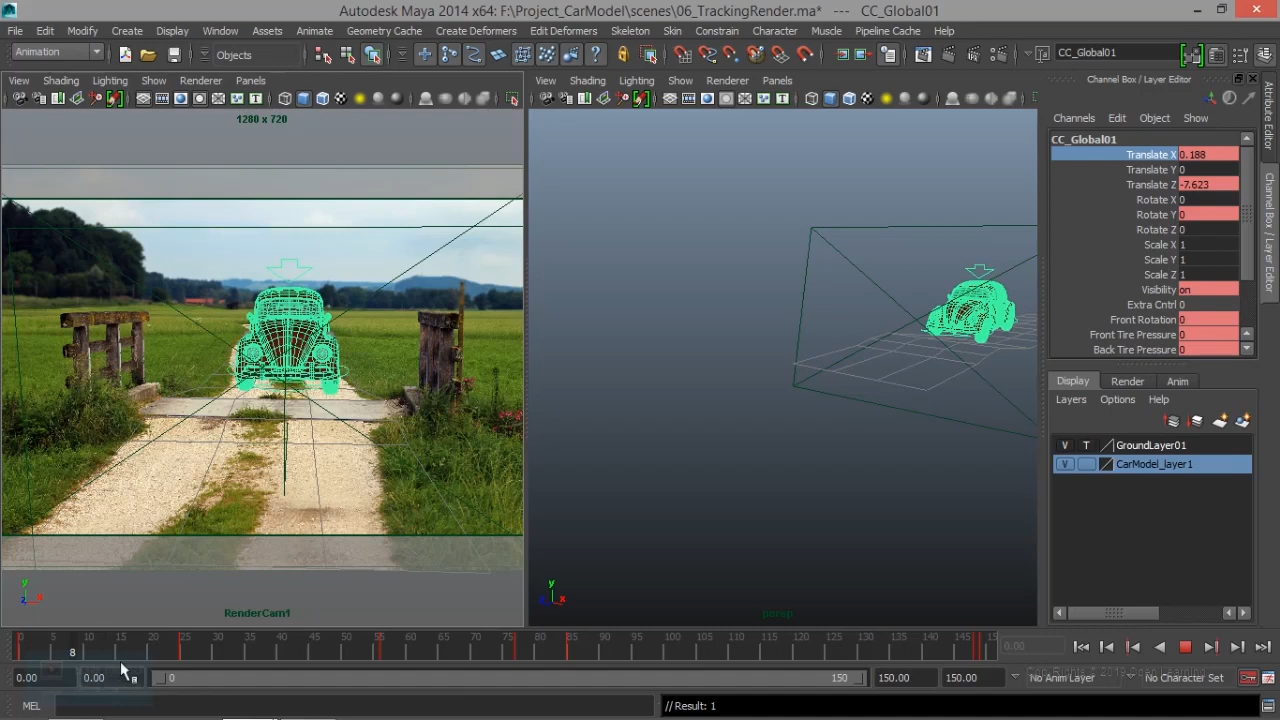 Autodesk Maya 2014 x64: F:\Project_CarModel\scenes\06_TrackingRender.ma* --- CC_Global01
File Edit Modify Create Display Window Assets Animate Geometry Cache Create Deformers Edit Deformers Skeleton Skin Constrain Character Muscle Pipeline Cache Help
Animation Objects CC_Global01
View Shading Lighting Show Renderer Panels
View Shading Lighting Show Renderer Panels
1280 x 720
RenderCam1
persp
Channel Box / Layer Editor
Channels Edit Object Show
CC_Global01
Translate X 0.188
Translate Y 0
Translate Z -7.623
Rotate X 0
Rotate Y 0
Rotate Z 0
Scale X 1
Scale Y 1
Scale Z 1
Visibility on
Extra Cntrl 0
Front Rotation 0
Front Tire Pressure 0
Back Tire Pressure 0
Display Render Anim
Layers Options Help
V T GroundLayer01
V CarModel_layer1
Attribute Editor
Channel Box / Layer Editor
0 5 10 15 20 25 30 35 40 45 50 55 60 65 70 75 80 85 90 95 100 105 110 115 120 125 130 135 140 145 15
8
0.00
0.00 0.00 0 150 150.00 150.00 No Anim Layer No Character Set
MEL // Result: 1